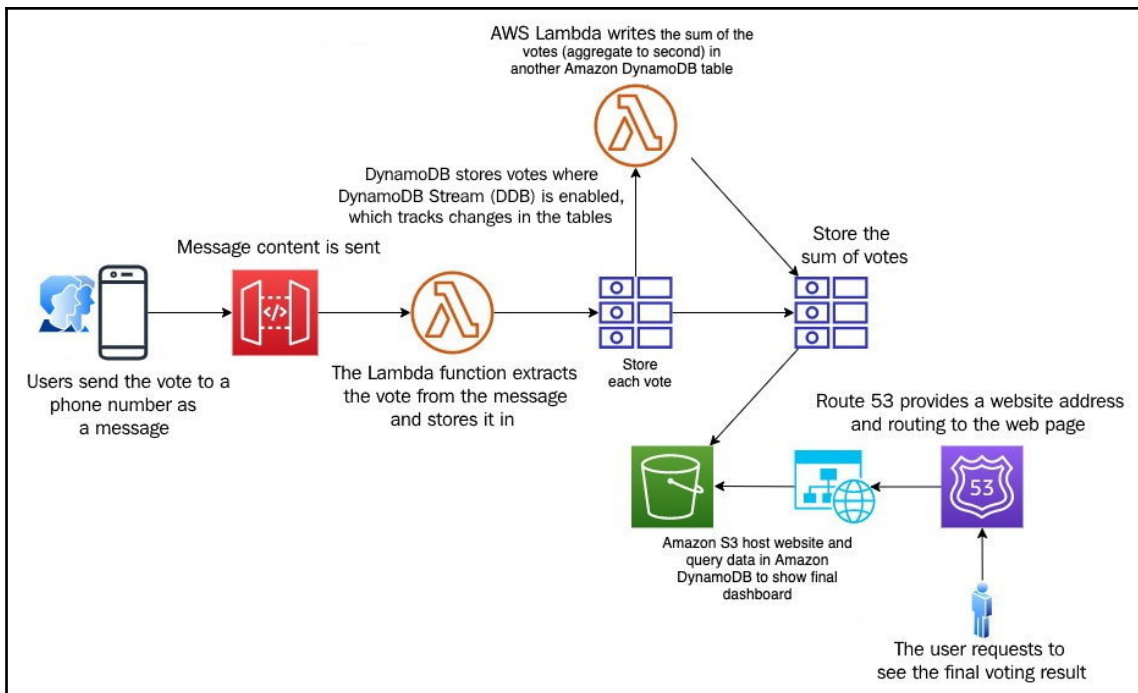 AWS Lambda writes the sum of the
votes (aggregate to second) in
another Amazon DynamoDB table
DynamoDB stores votes where
DynamoDB Stream (DDB) is enabled,
which tracks changes in the tables
Message content is sent
Store the
sum of votes
</>
Users send the vote to a
phone number as
a message
The Lambda function extracts
the vote from the message
and stores it in
Store
each vote
Route 53 provides a website address
and routing to the web page
53
Amazon S3 host website and
query data in Amazon
DynamoDB to show final
dashboard
The user requests to
see the final voting result